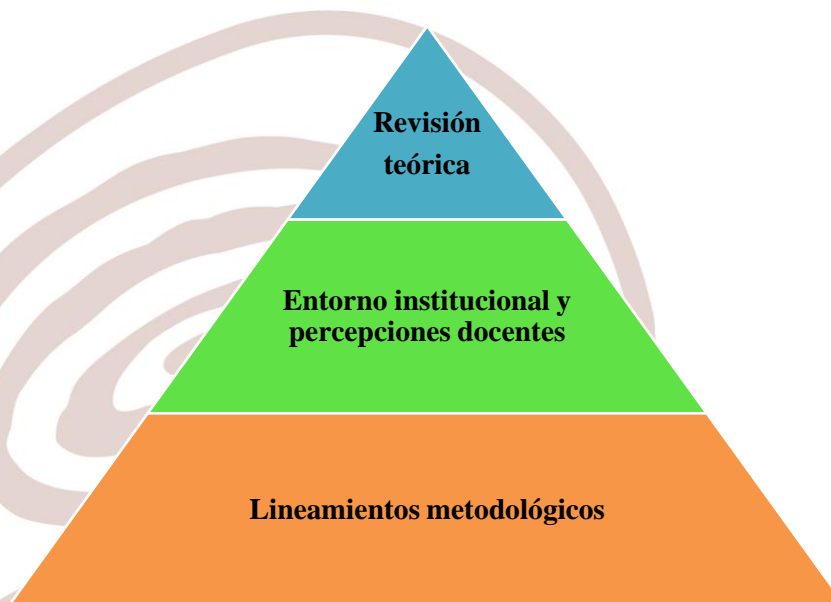 Revisión
teórica
Entorno institucional y
percepciones docentes
Lineamientos metodológicos